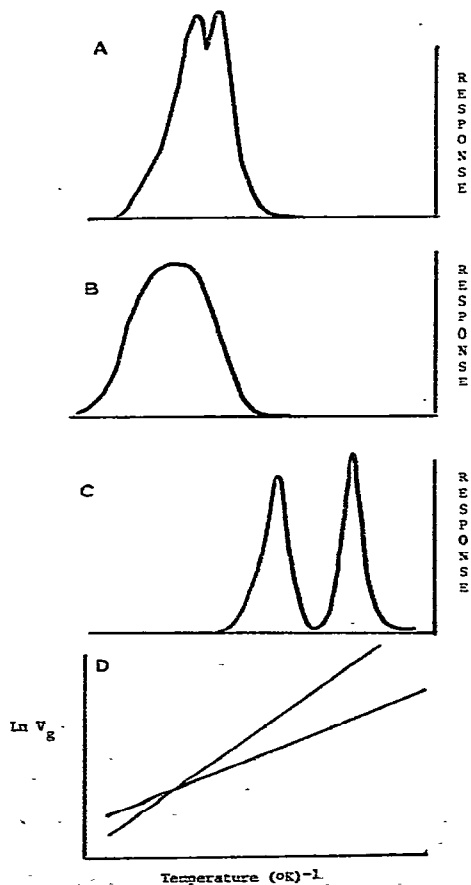 A
RESPONSE
B
RESPONSE
C
RESPONSE
D
Ln Vg
Temperature (oK)-1